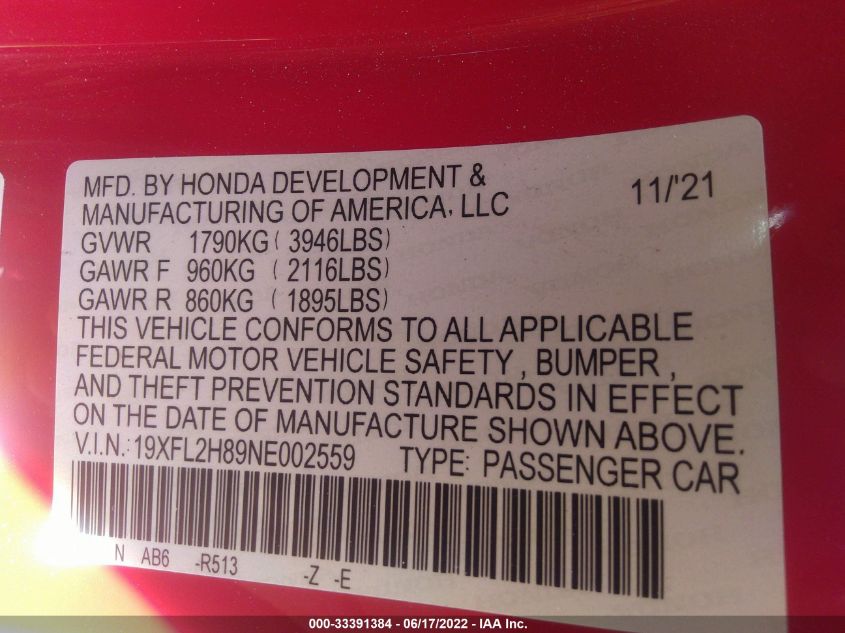 MFD. BY HONDA DEVELOPMENT & 11/'21
MANUFACTURING OF AMERICA, LLC
GVWR 1790KG ( 3946LBS)
GAWR F 960KG (2116LBS)
GAWR R 860KG (1895LBS)
THIS VEHICLE CONFORMS TO ALL APPLICABLE
FEDERAL MOTOR VEHICLE SAFETY , BUMPER ,
AND THEFT PREVENTION STANDARDS IN EFFECT
ON THE DATE OF MANUFACTURE SHOWN ABOVE.
V.I.N.: 19XFL2H89NE002559 TYPE: PASSENGER CAR
N AB6 -R513 -Z -E
000-33391384 - 06/17/2022 - IAA Inc.